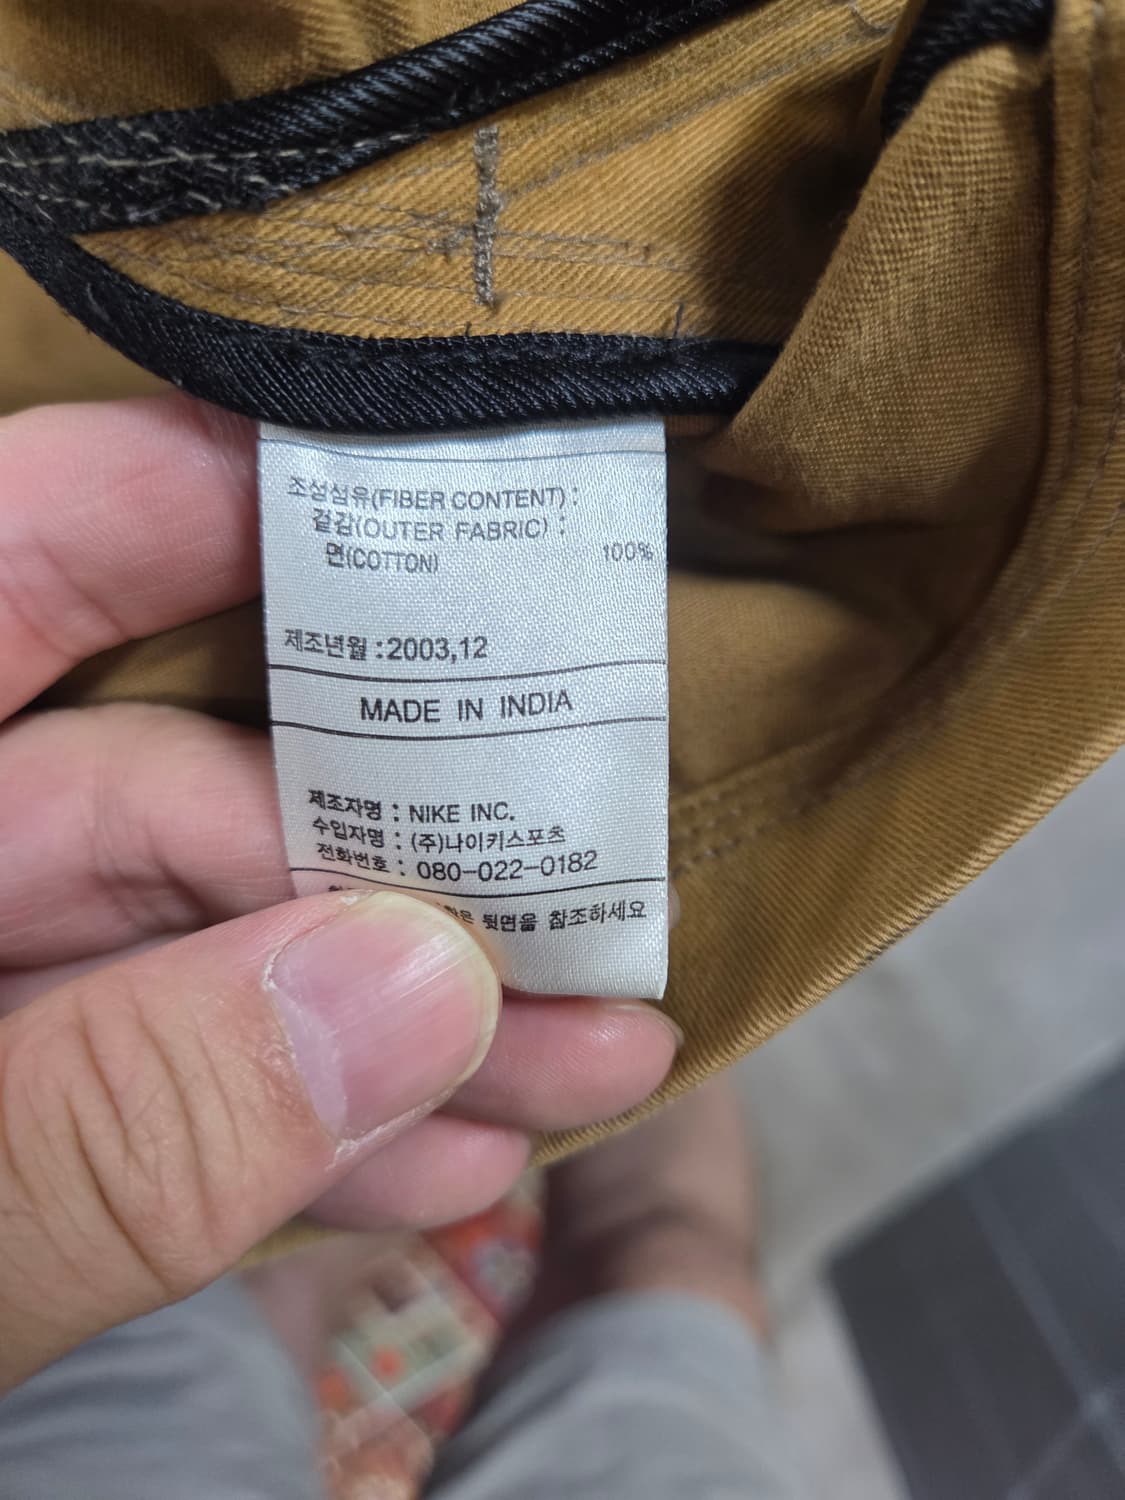 조성섬유(FIBER CONTENT) :
겉감(OUTER FABRIC) :
면(COTTON) 100%
제조년월 :2003,12
MADE IN INDIA
제조자명 : NIKE INC.
수입자명 : (주)나이키스포츠
전화번호 : 080-022-0182
뒷면을 참조하세요